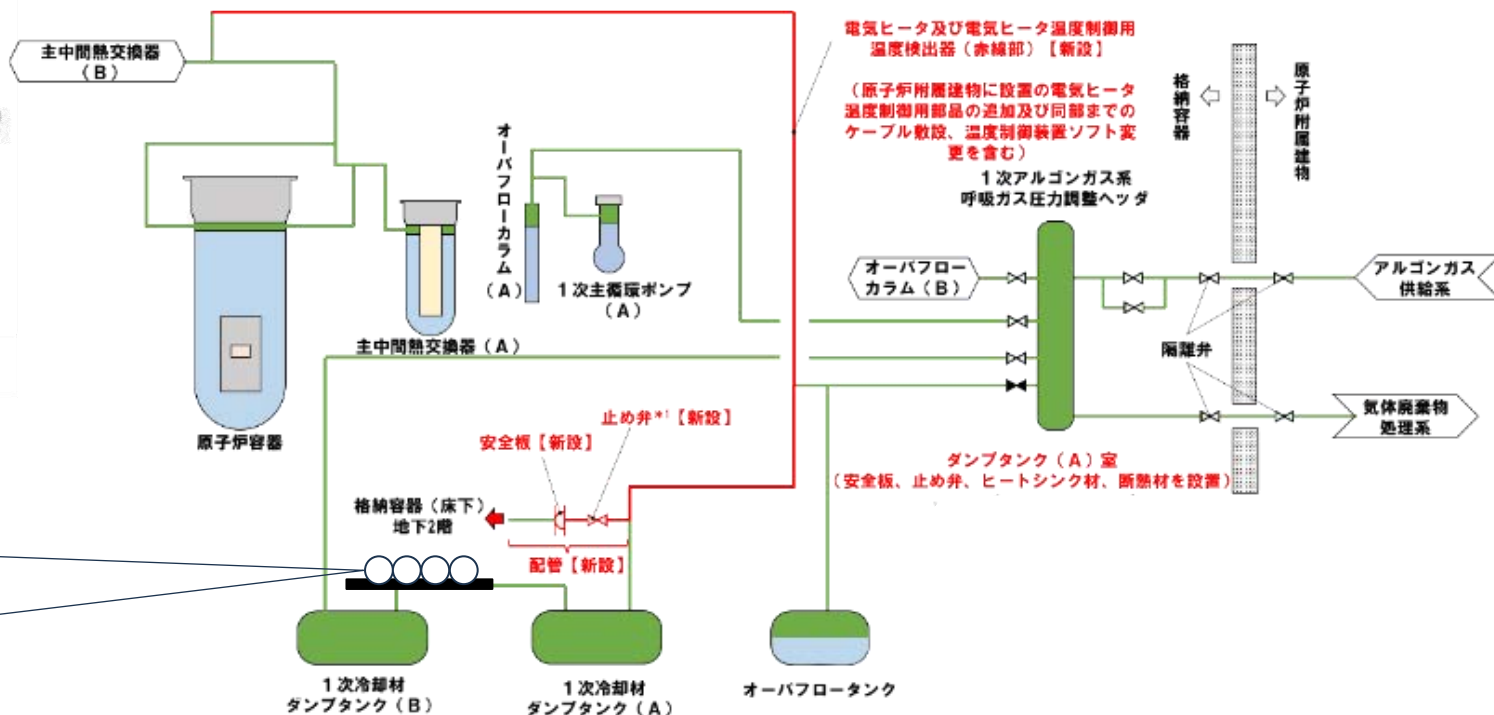 主中間熱交換器
（B）
電気ヒータ及び電気ヒータ温度制御用
温度検出器（赤線部）【新設】
（原子炉附属建物に設置の電気ヒータ
温度制御用部品の追加及び同部までの
ケーブル敷設、温度制御装置ソフト変
更を含む）
格納容器
原子炉附属建物
1次アルゴンガス系
呼吸ガス圧力調整ヘッダ
オーバフローカラム（A）
1次主循環ポンプ
（A）
主中間熱交換器（A）
原子炉容器
オーバフロー
カラム（B）
アルゴンガス
供給系
隔離弁
気体廃棄物
処理系
止め弁*¹【新設】
安全板【新設】
ダンプタンク（A）室
（安全板、止め弁、ヒートシンク材、断熱材を設置）
格納容器（床下）
地下2階
配管【新設】
1次冷却材
ダンプタンク（B）
1次冷却材
ダンプタンク（A）
オーバフロータンク